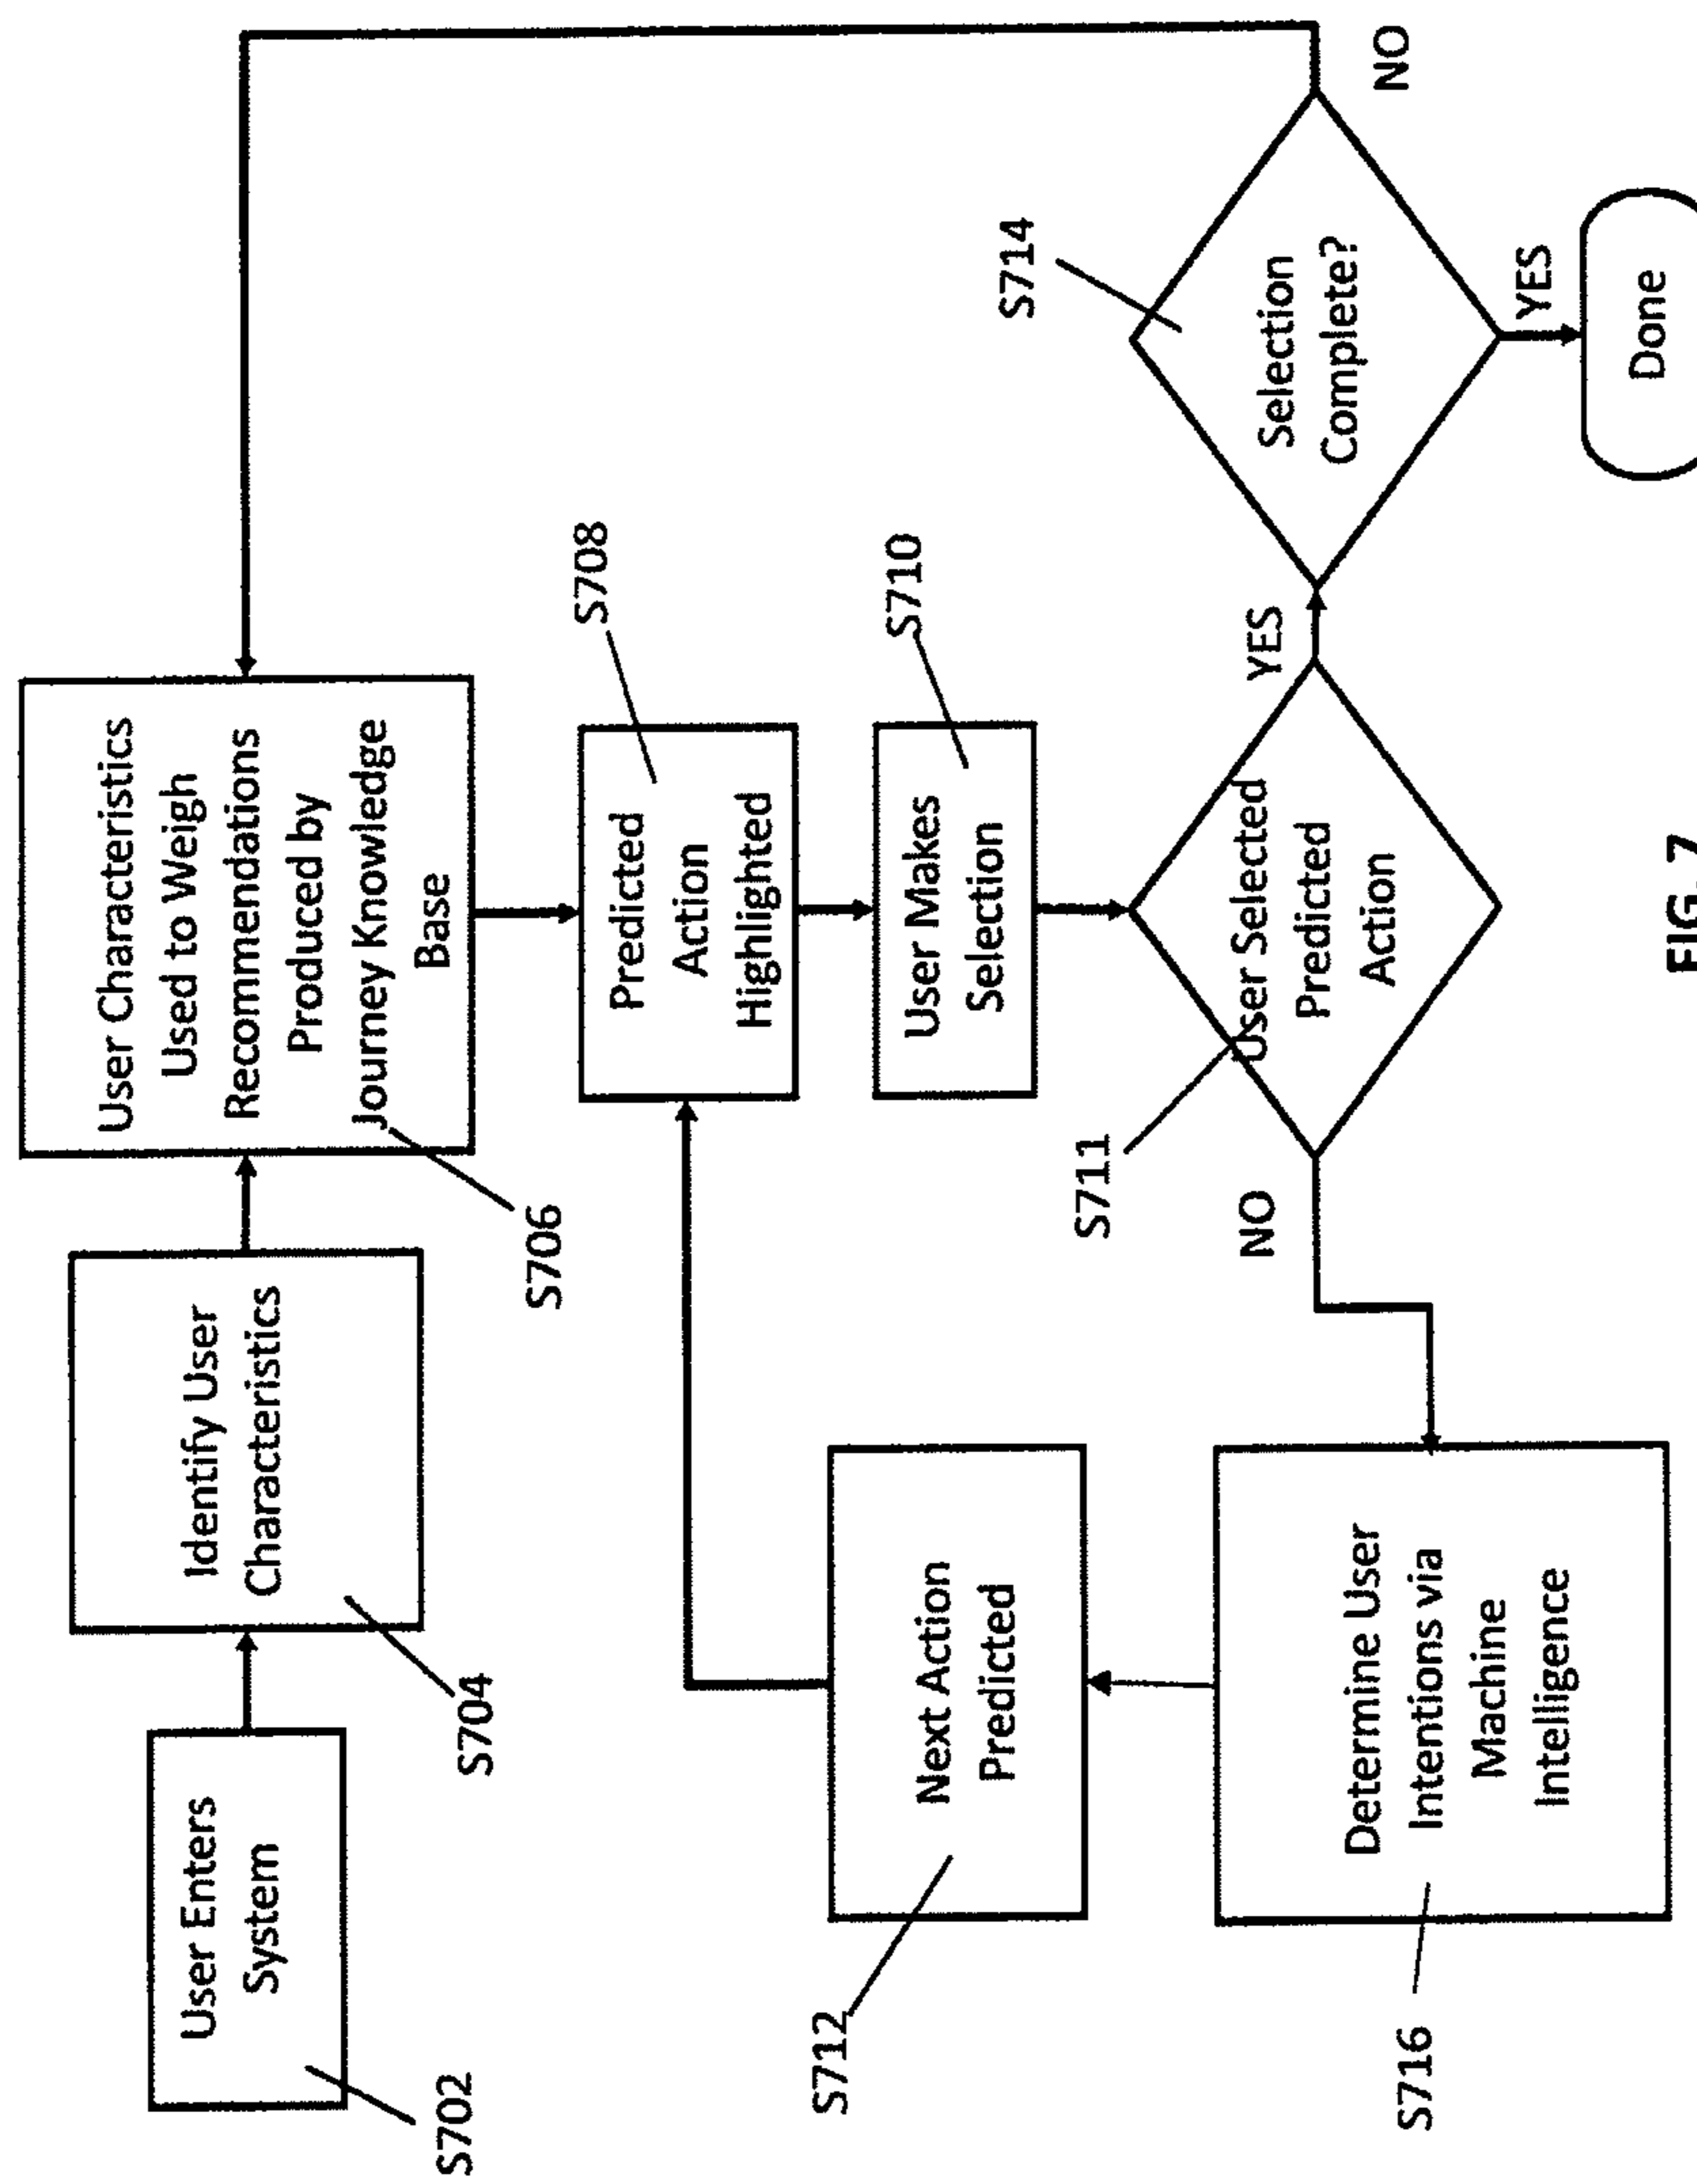 User Enters
System
S702
Identify User
Characteristics
S704
User Characteristics
Used to Weigh
Recommendations
Produced by
Journey Knowledge
Base
S706
Predicted
Action
Highlighted
S708
User Makes
Selection
S710
User Selected
Predicted
Action
S711
YES
NO
Selection
Complete?
S714
NO
YES
Done
Next Action
Predicted
S712
Determine User
Intentions via
Machine
Intelligence
S716
FIG. 7